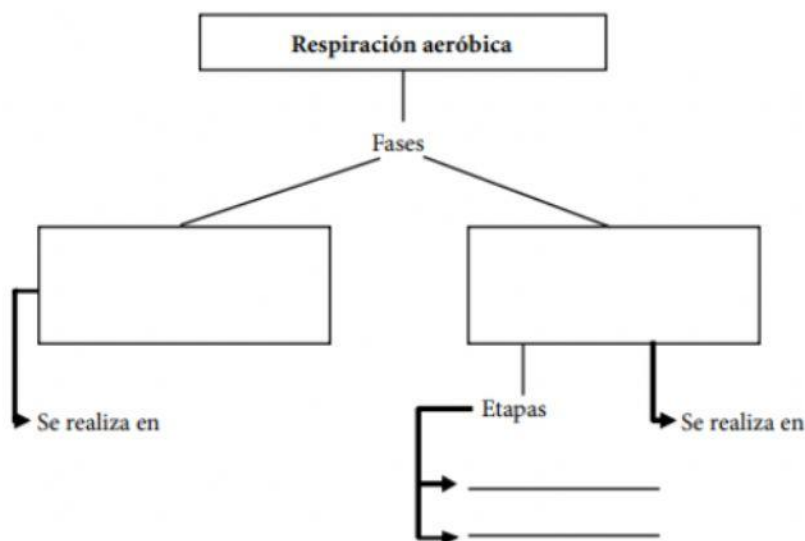 Respiración aeróbica
Fases
Se realiza en
Etapas
Se realiza en